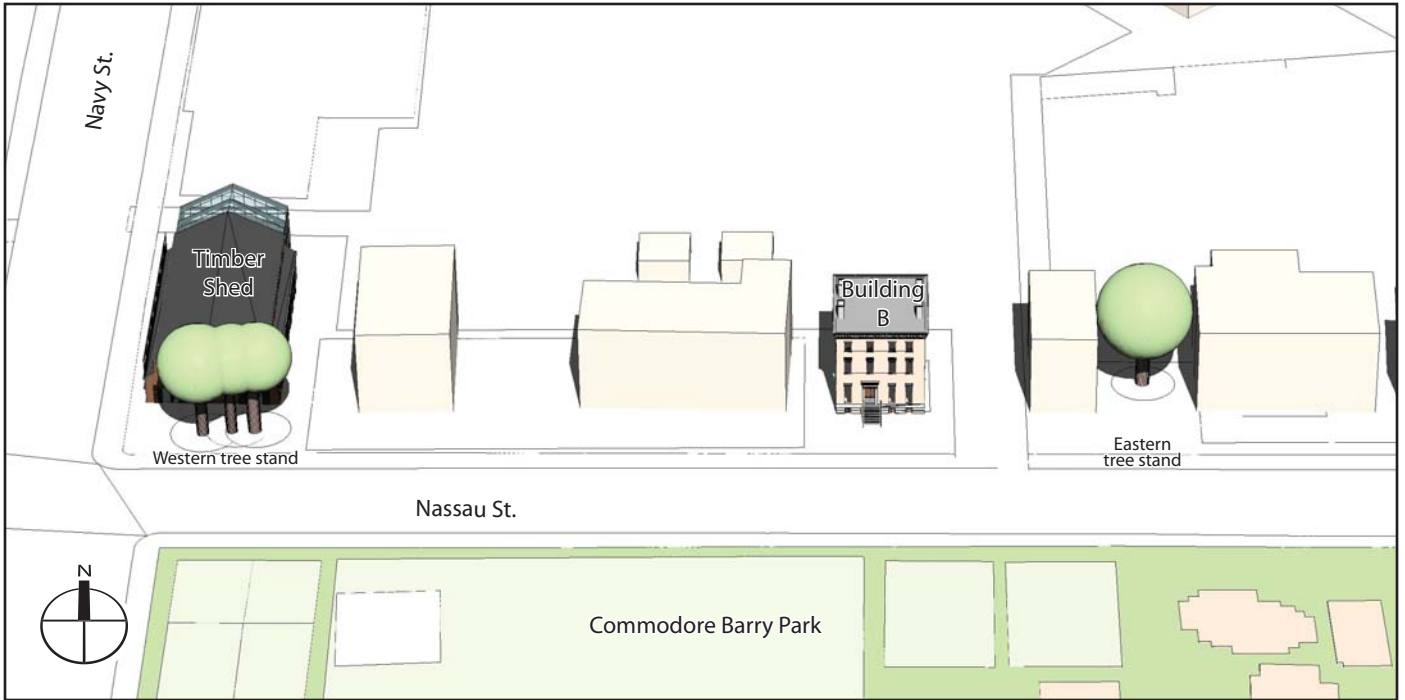 Navy St.
Timber
Shed
Building
B
Western tree stand
Eastern
tree stand
Nassau St.
N
Commodore Barry Park